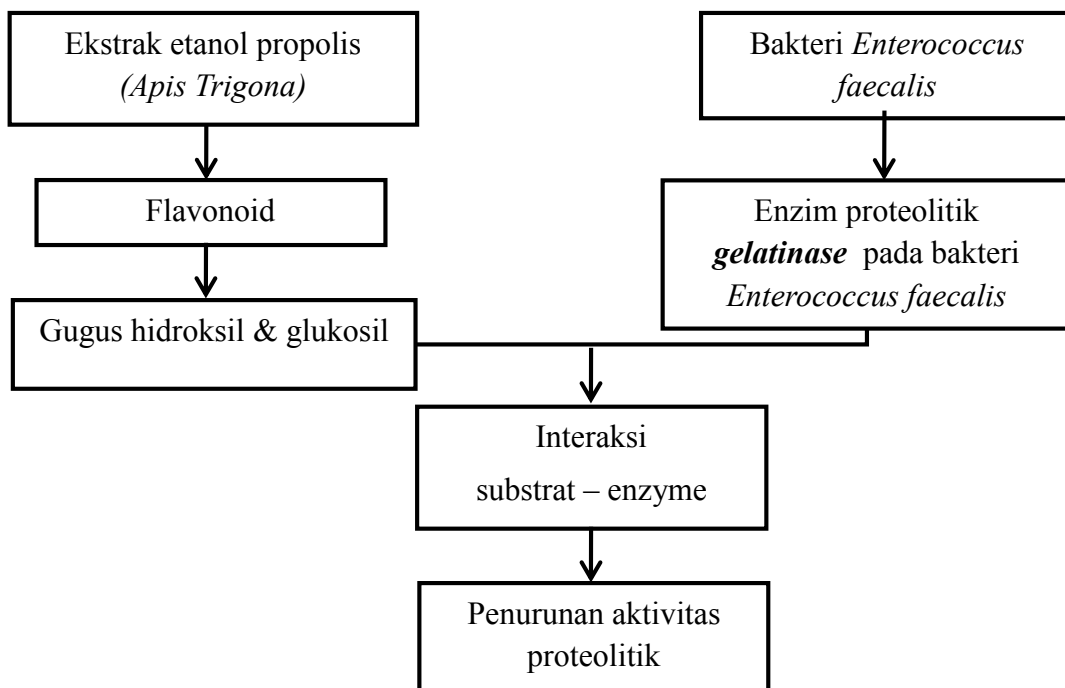 Ekstrak etanol propolis
(Apis Trigona)
Bakteri Enterococcus
faecalis
Flavonoid
Enzim proteolitik
gelatinase pada bakteri
Enterococcus faecalis
Gugus hidroksil & glukosil
Interaksi
substrat – enzyme
Penurunan aktivitas
proteolitik